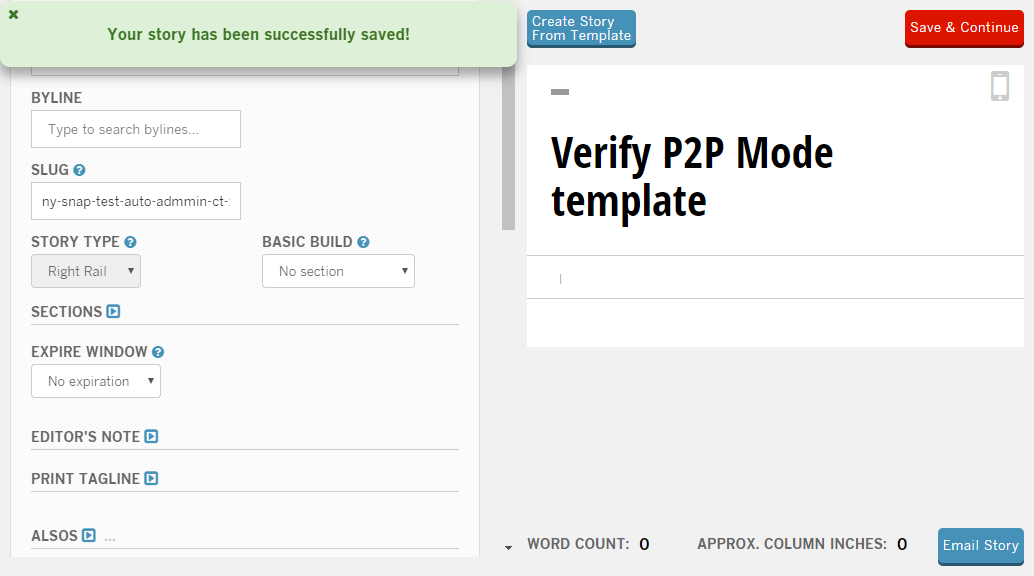 Your story has been successfully saved!
Create Story
From Template
Save & Continue
BYLINE
Type to search bylines...
SLUG
ny-snap-test-auto-admmin-ct-
STORY TYPE
BASIC BUILD
Right Rail
No section
SECTIONS
EXPIRE WINDOW
No expiration
EDITOR'S NOTE
PRINT TAGLINE
ALSOS ...
Verify P2P Mode
template
WORD COUNT: 0
APPROX. COLUMN INCHES: 0
Email Story